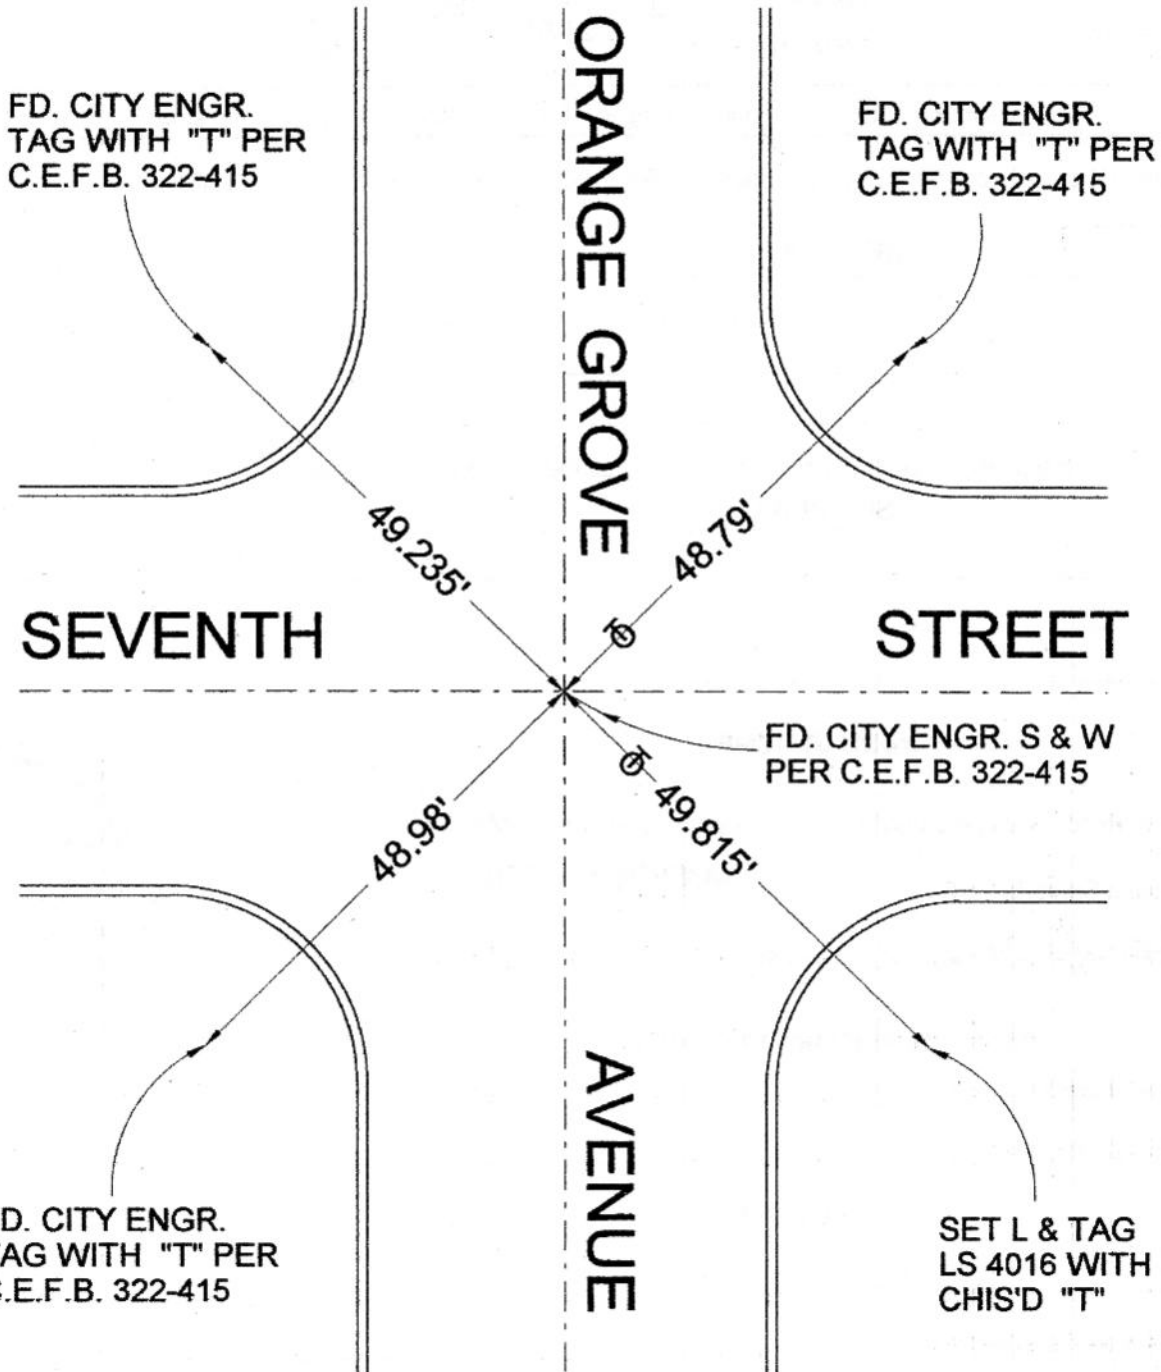 ORANGE GROVE
FD. CITY ENGR.
TAG WITH "T" PER
C.E.F.B. 322-415
FD. CITY ENGR.
TAG WITH "T" PER
C.E.F.B. 322-415
49.235'
48.79'
SEVENTH
STREET
FD. CITY ENGR. S & W
PER C.E.F.B. 322-415
48.98'
49.815'
AVENUE
D. CITY ENGR.
TAG WITH "T" PER
C.E.F.B. 322-415
SET L & TAG
LS 4016 WITH
CHIS'D "T"